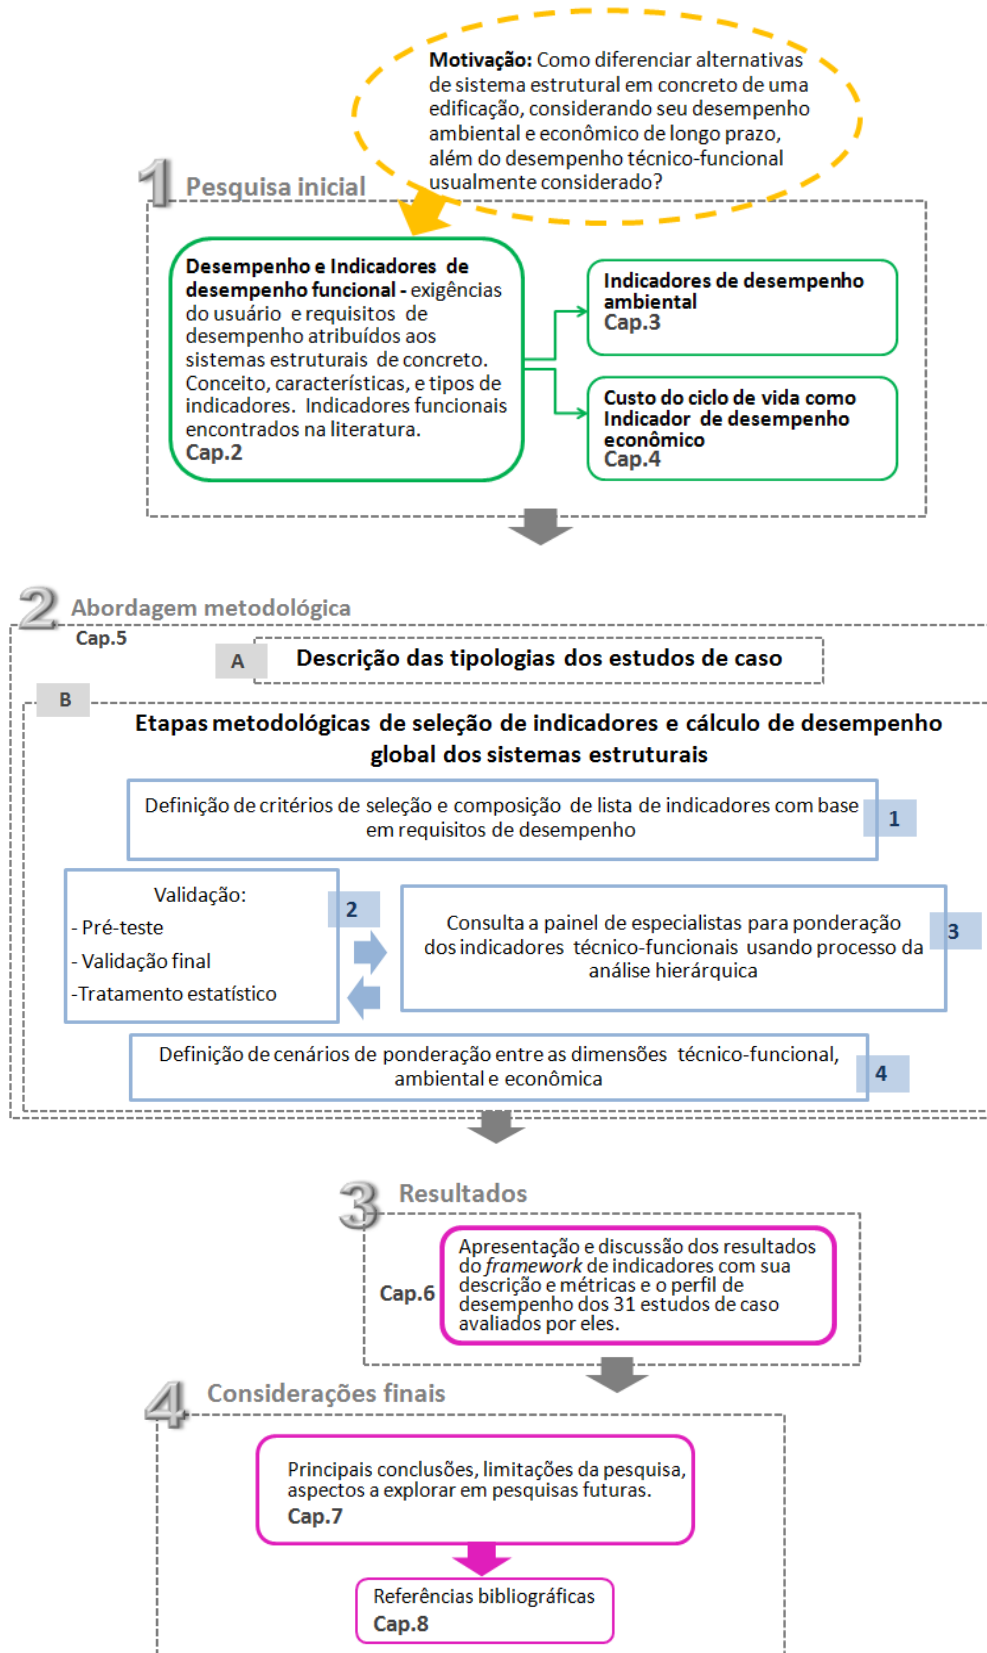 Motivação: Como diferenciar alternativas
de sistema estrutural em concreto de uma
edificação, considerando seu desempenho
ambiental e econômico de longo prazo,
além do desempenho técnico-funcional
usualmente considerado?
1 Pesquisa inicial
Desempenho e Indicadores de
desempenho funcional - exigências
do usuário e requisitos de
desempenho atribuídos aos
sistemas estruturais de concreto.
Conceito, características, e tipos de
indicadores. Indicadores funcionais
encontrados na literatura.
Cap.2
Indicadores de desempenho
ambiental
Cap.3
Custo do ciclo de vida como
Indicador de desempenho
econômico
Cap.4
2 Abordagem metodológica
Cap.5
A
Descrição das tipologias dos estudos de caso
B
Etapas metodológicas de seleção de indicadores e cálculo de desempenho
global dos sistemas estruturais
Definição de critérios de seleção e composição de lista de indicadores com base
em requisitos de desempenho
1
Validação:
- Pré-teste
- Validação final
-Tratamento estatístico
2
Consulta a painel de especialistas para ponderação
dos indicadores técnico-funcionais usando processo da
análise hierárquica
3
Definição de cenários de ponderação entre as dimensões técnico-funcional,
ambiental e econômica
4
3 Resultados
Cap.6
Apresentação e discussão dos resultados
do framework de indicadores com sua
descrição e métricas e o perfil de
desempenho dos 31 estudos de caso
avaliados por eles.
4 Considerações finais
Principais conclusões, limitações da pesquisa,
aspectos a explorar em pesquisas futuras.
Cap.7
Referências bibliográficas
Cap.8